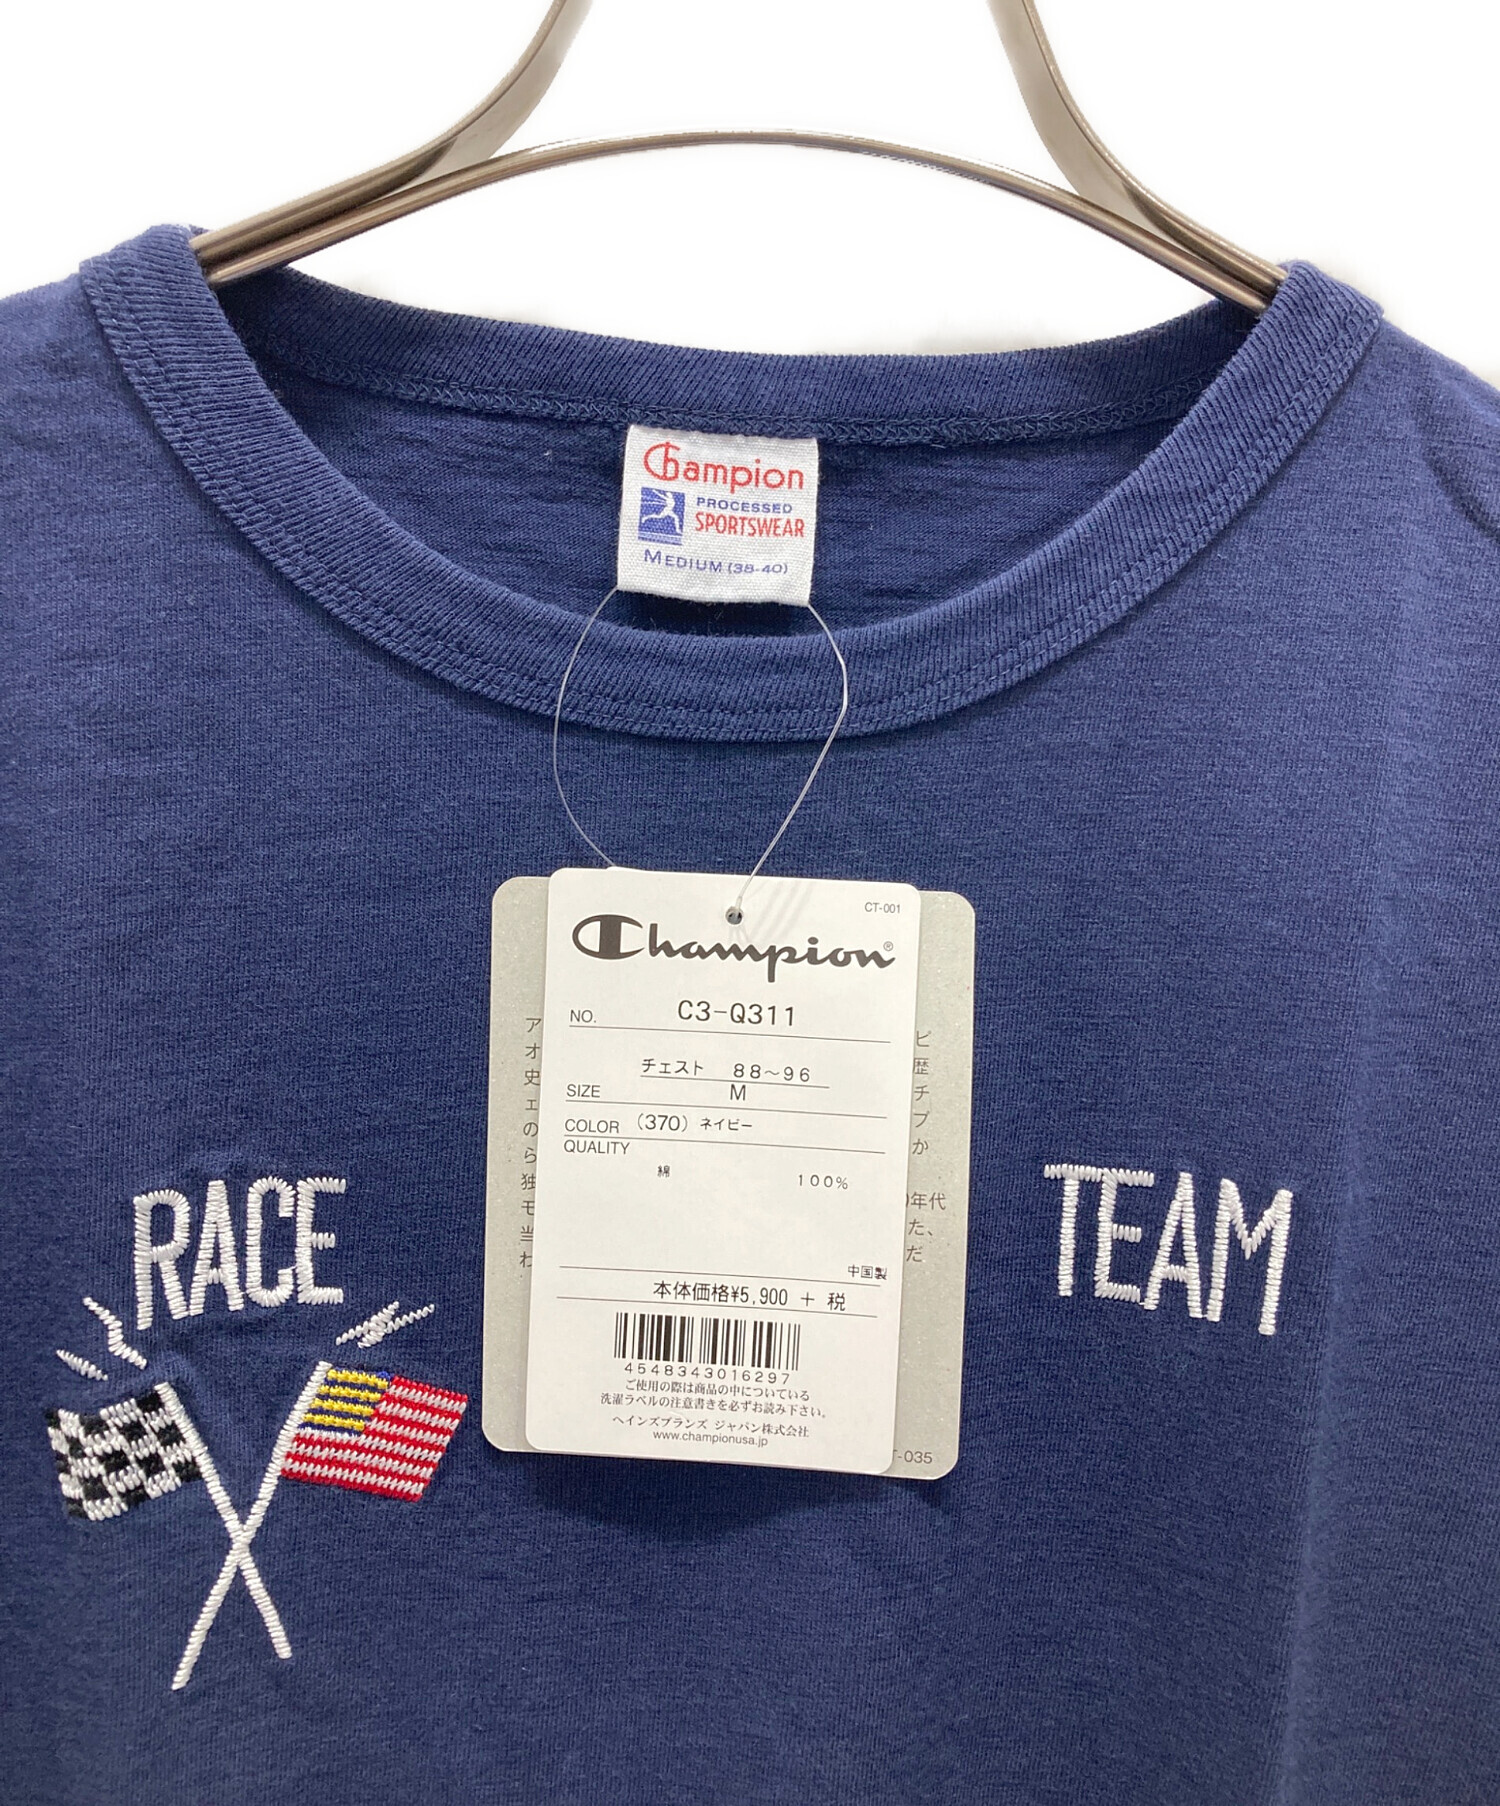 Champion
PROCESSED
SPORTSWEAR
MEDIUM (38-40)
CT-001
Champion®
NO. C3-Q311
チェスト 88～96
SIZE M
COLOR (370) ネイビー
QUALITY
綿 100%
中国製
本体価格¥5,900 + 税
4548343016297
ご使用の際は商品の中についている
洗濯ラベルの注意書きを必ずお読み下さい。
ヘインズブランズ ジャパン株式会社
www.championusa.jp
T-035
RACE
TEAM